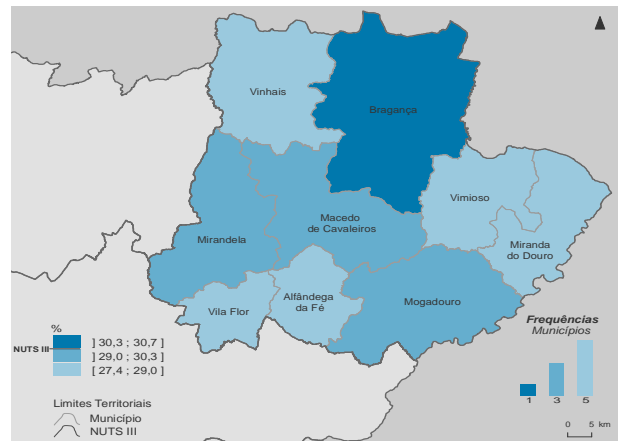 Vinhais
Bragança
Vimioso
Macedo
de Cavaleiros
Mirandela
Miranda
do Douro
Alfândega
da Fé
Mogadouro
Vila Flor
%
NUTS III
] 30,3 ; 30,7 ]
] 29,0 ; 30,3 ]
[ 27,4 ; 29,0 ]
Limites Territoriais
Município
NUTS III
Frequências
Municípios
1 3 5
0 5 km